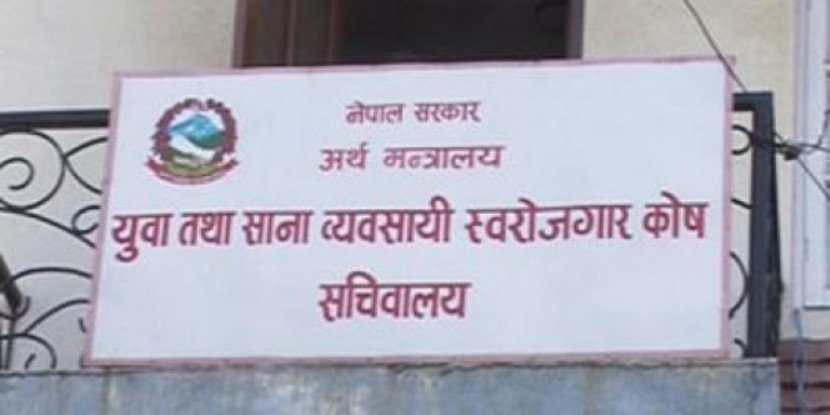 नेपाल सरकार
अर्थ मन्त्रालय
युवा तथा साना व्यवसायी स्वरोजगार कोष
सचिवालय